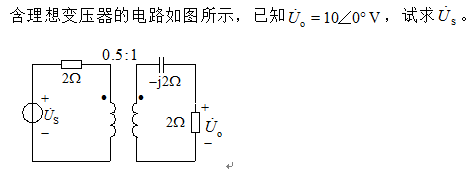 含理想变压器的电路如图所示，已知U̇ₒ = 10∠0° V，试求U̇ₛ。
0.5:1
2Ω
−j2Ω
+
U̇S
−
2Ω
+
U̇ₒ
−